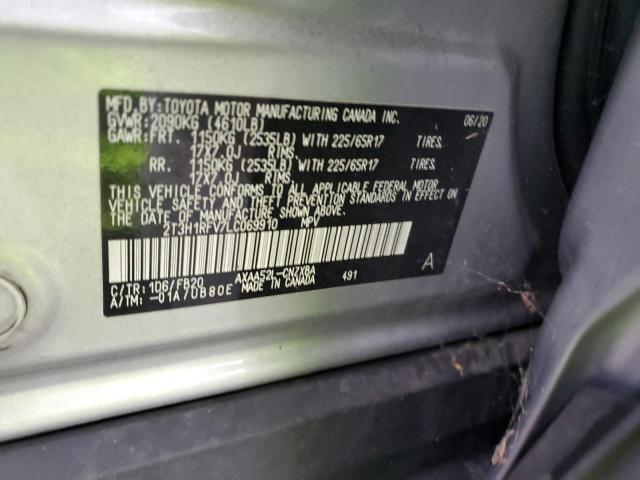 MFD.BY:TOYOTA MOTOR MANUFACTURING CANADA INC.
GVWR:2090KG (4610LB) 06/20
GAWR:FRT. 1150KG (2535LB) WITH 225/65R17 TIRES,
17X7.0J RIMS
RR. 1150KG (2535LB) WITH 225/65R17 TIRES,
17X7.0J RIMS.
THIS VEHICLE CONFORMS TO ALL APPLICABLE FEDERAL MOTOR
VEHICLE SAFETY AND THEFT PREVENTION STANDARDS IN EFFECT ON
THE DATE OF MANUFACTURE SHOWN ABOVE.
2T3H1RFV7LC069910 MPV
C/TR:1D6/FB20 AXAA52L-CNZXBA 491 A
A/TM:-01A/0880E MADE IN CANADA